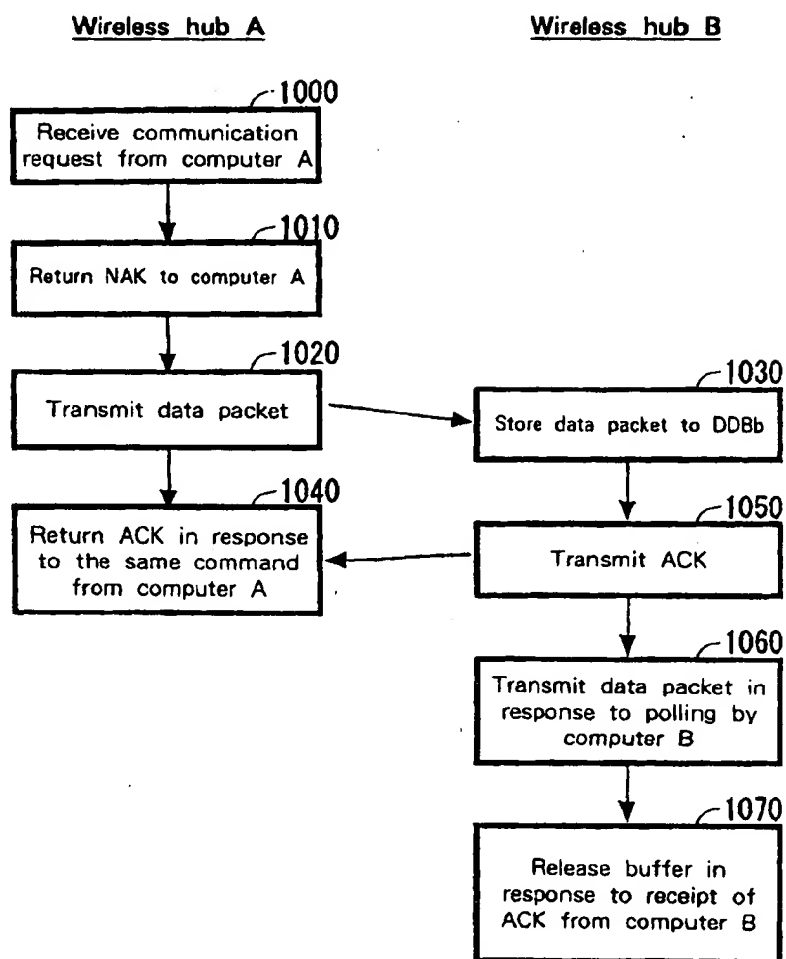 Wireless hub A
Wireless hub B
1000
Receive communication
request from computer A
1010
Return NAK to computer A
1020
Transmit data packet
1030
Store data packet to DDBb
1040
Return ACK in response
to the same command
from computer A
1050
Transmit ACK
1060
Transmit data packet in
response to polling by
computer B
1070
Release buffer in
response to receipt of
ACK from computer B